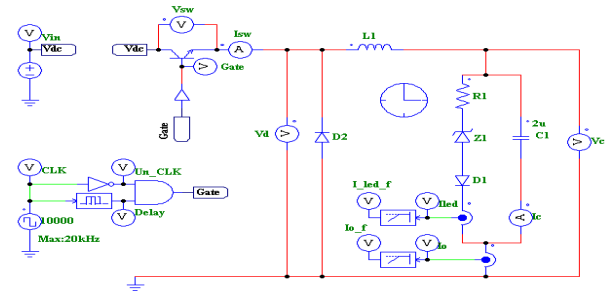 Vsw
Isw
L1
Vin
Vdc
Vdc
A
V
Gate
Gate
R1
2u
Vd
D2
Z1
C1
Vc
CLK
Un_CLK
D1
I_led_f
Iled
Ic
Gate
10000
Delay
Max:20kHz
Io_f
Io